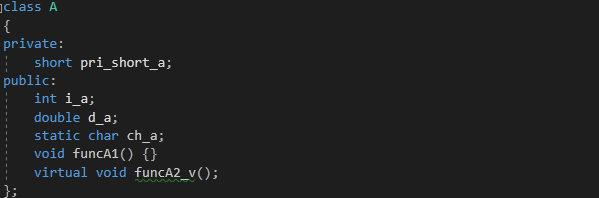 class A
{
private:
    short pri_short_a;
public:
    int i_a;
    double d_a;
    static char ch_a;
    void funcA1() {}
    virtual void funcA2_v();
};